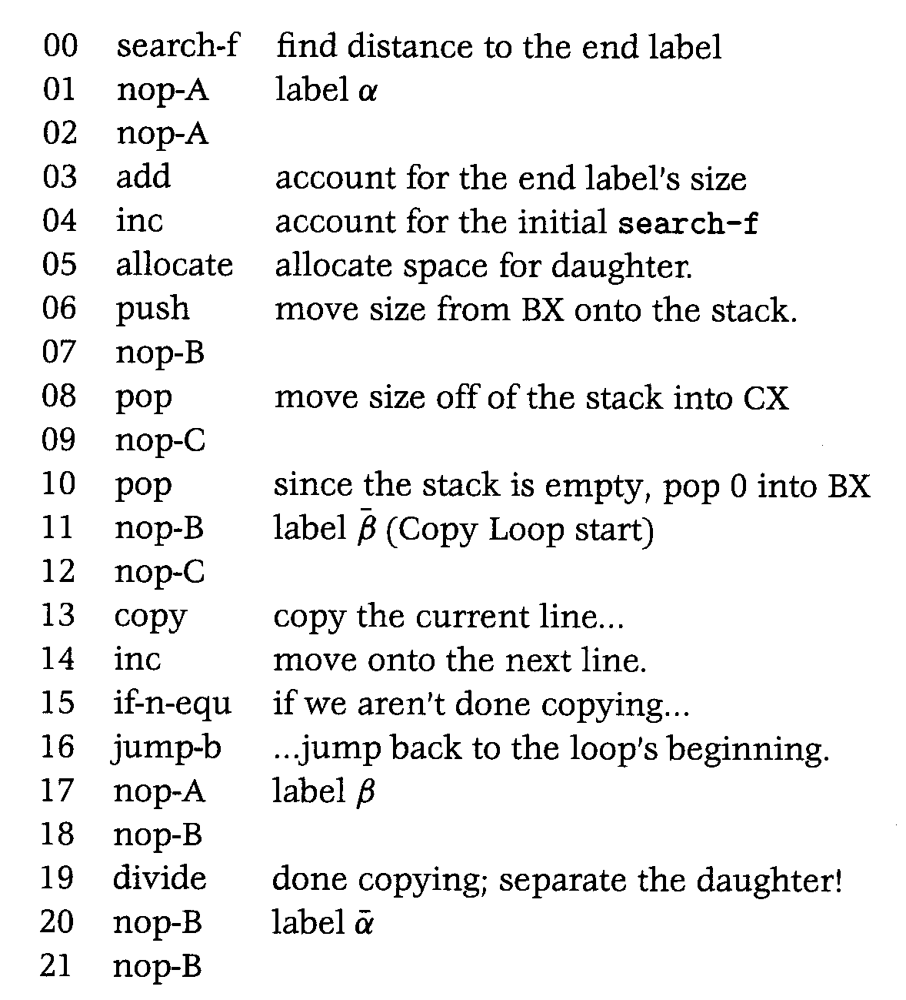 00 search-f find distance to the end label
01 nop-A label α
02 nop-A
03 add account for the end label's size
04 inc account for the initial search-f
05 allocate allocate space for daughter.
06 push move size from BX onto the stack.
07 nop-B
08 pop move size off of the stack into CX
09 nop-C
10 pop since the stack is empty, pop 0 into BX
11 nop-B label β̄ (Copy Loop start)
12 nop-C
13 copy copy the current line...
14 inc move onto the next line.
15 if-n-equ if we aren't done copying...
16 jump-b ...jump back to the loop's beginning.
17 nop-A label β
18 nop-B
19 divide done copying; separate the daughter!
20 nop-B label ᾱ
21 nop-B